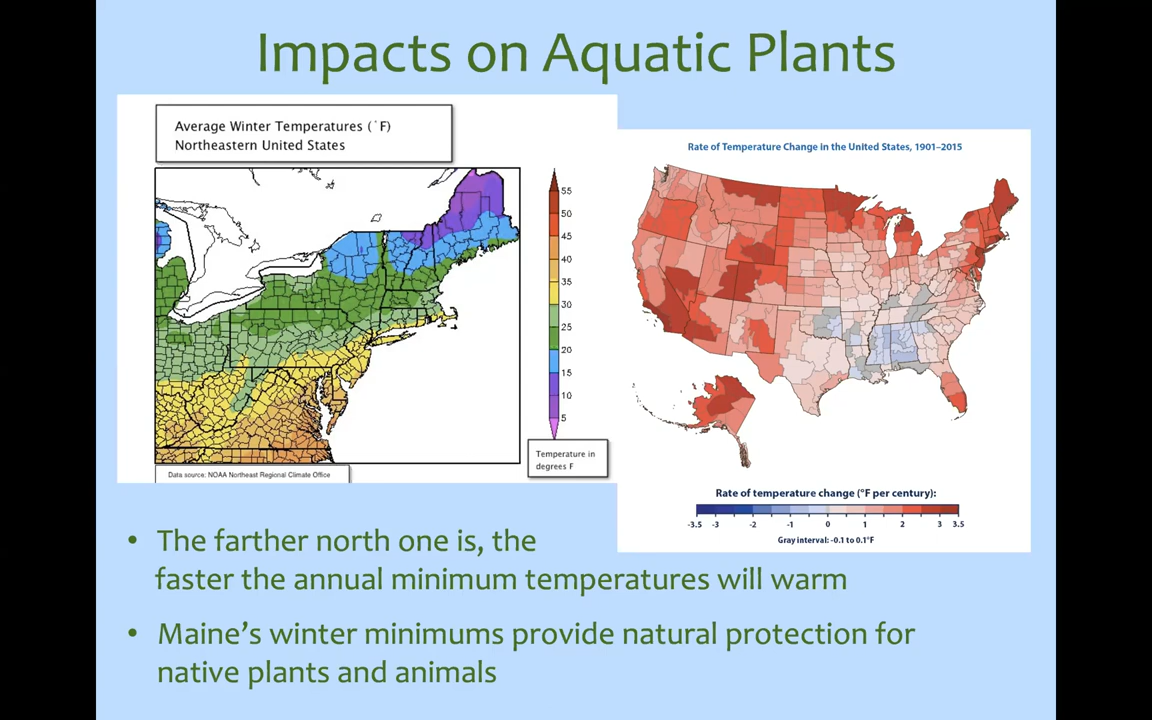 Impacts on Aquatic Plants
Average Winter Temperatures (°F)
Northeastern United States
55
50
45
40
35
30
25
20
15
10
5
Temperature in
degrees F
Data source: NOAA Northeast Regional Climate Office
Rate of Temperature Change in the United States, 1901–2015
Rate of temperature change (°F per century):
-3.5 -3 -2 -1 0 1 2 3 3.5
Gray interval: -0.1 to 0.1°F
• The farther north one is, the
faster the annual minimum temperatures will warm
• Maine's winter minimums provide natural protection for
native plants and animals